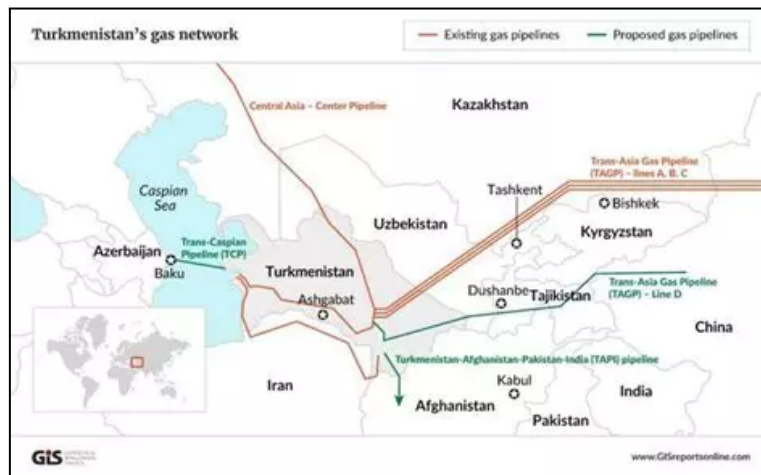 Turkmenistan's gas network
Existing gas pipelines
Proposed gas pipelines
Central Asia – Center Pipeline
Kazakhstan
Trans-Asia Gas Pipeline
(TAGP) – lines A, B, C
Caspian
Sea
Tashkent
Bishkek
Uzbekistan
Kyrgyzstan
Azerbaijan
Trans-Caspian
Pipeline (TCP)
Baku
Turkmenistan
Dushanbe
Tajikistan
Trans-Asia Gas Pipeline
(TAGP) – Line D
Ashgabat
China
Turkmenistan-Afghanistan-Pakistan-India (TAPI) pipeline
Iran
Kabul
India
Afghanistan
Pakistan
GIS
www.GISreportsonline.com